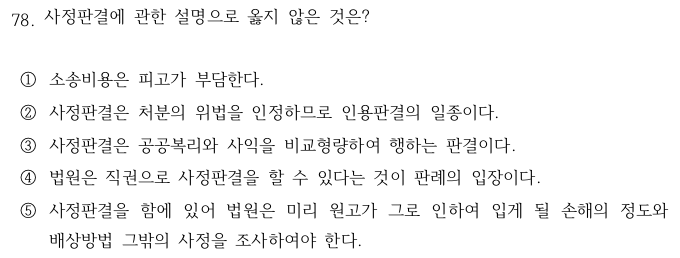 78. 사정판결에 관한 설명으로 옳지 않은 것은?
① 소송비용은 피고가 부담한다.
② 사정판결은 처분의 위법을 인정하므로 인용판결의 일종이다.
③ 사정판결은 공공복리와 사익을 비교형량하여 행하는 판결이다.
④ 법원은 직권으로 사정판결을 할 수 있다는 것이 판례의 입장이다.
⑤ 사정판결을 함에 있어 법원은 미리 원고가 그로 인하여 입게 될 손해의 정도와
배상방법 그밖의 사정을 조사하여야 한다.